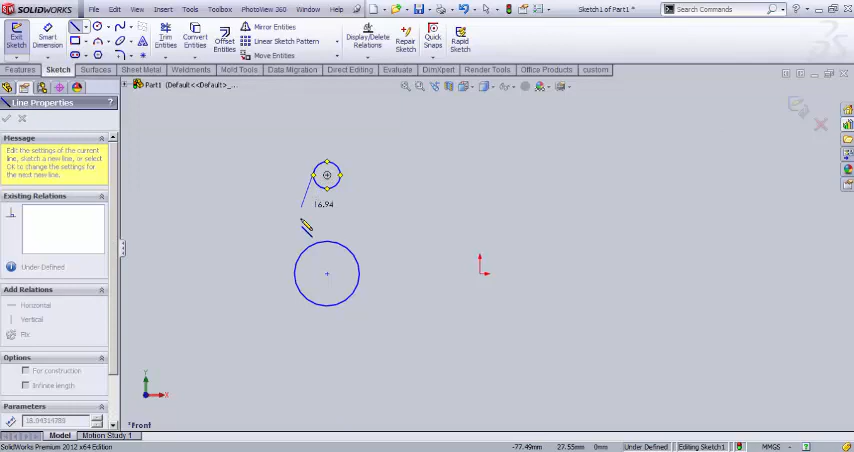 SOLIDWORKS File Edit View Insert Tools PhotoView 360 Window Help Sketch1 of Part1 * Search Commands
Exit Sketch Smart Dimension Trim Entities Convert Entities Offset Entities Mirror Entities Linear Sketch Pattern Move Entities Display/Delete Relations Repair Sketch Quick Snaps Rapid Sketch
Features Sketch Surfaces Sheet Metal Weldments Mold Tools Data Migration Direct Editing Evaluate DimXpert Render Tools Office Products custom
Part1 (Default<<Default>_...
Line Properties ?
Message
Edit the settings of the
current line, sketch a new line, or select
OK to change the settings for
the next new line.
Existing Relations
Under Defined
Add Relations
Horizontal
Vertical
Fix
Options
For construction
Infinite length
Parameters
16.94
Y
X
*Front
Model Motion Study 1
SolidWorks Premium 2012 x64 Edition -77.49mm 27.55mm 0mm Under Defined Editing Sketch1 MMGS